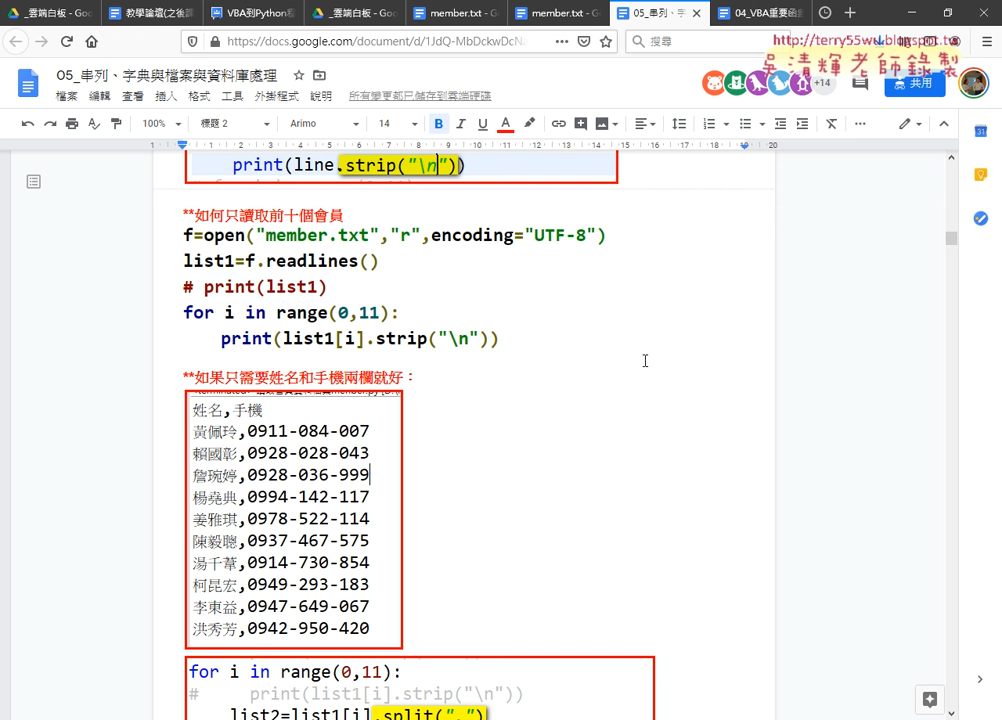 _雲端白板 - Goo
教學論壇(之後課
VBA到Python程
_雲端白板 - Goo
member.txt - G
member.txt - G
05_串列、字
04_VBA重要函
https://docs.google.com/document/d/1JdQ-MbDckwDcNa
搜尋
http://terry55wu.blogspot.tw
吳清輝老師錄製
05_串列、字典與檔案與資料庫處理
檔案 編輯 查看 插入 格式 工具 外掛程式 說明 所有變更都已儲存到雲端硬碟
+14
共用
100% 標題 2 Arimo 14
print(line.strip("\n"))
**如何只讀取前十個會員
f=open("member.txt","r",encoding="UTF-8")
list1=f.readlines()
# print(list1)
for i in range(0,11):
print(list1[i].strip("\n"))
**如果只需要姓名和手機兩欄就好：
姓名,手機
黃佩玲,0911-084-007
賴國彰,0928-028-043
詹琬婷,0928-036-999
楊堯典,0994-142-117
姜雅琪,0978-522-114
陳毅聰,0937-467-575
湯千葦,0914-730-854
柯昆宏,0949-293-183
李東益,0947-649-067
洪秀芳,0942-950-420
for i in range(0,11):
# print(list1[i].strip("\n"))
list2=list1[i].split(",")